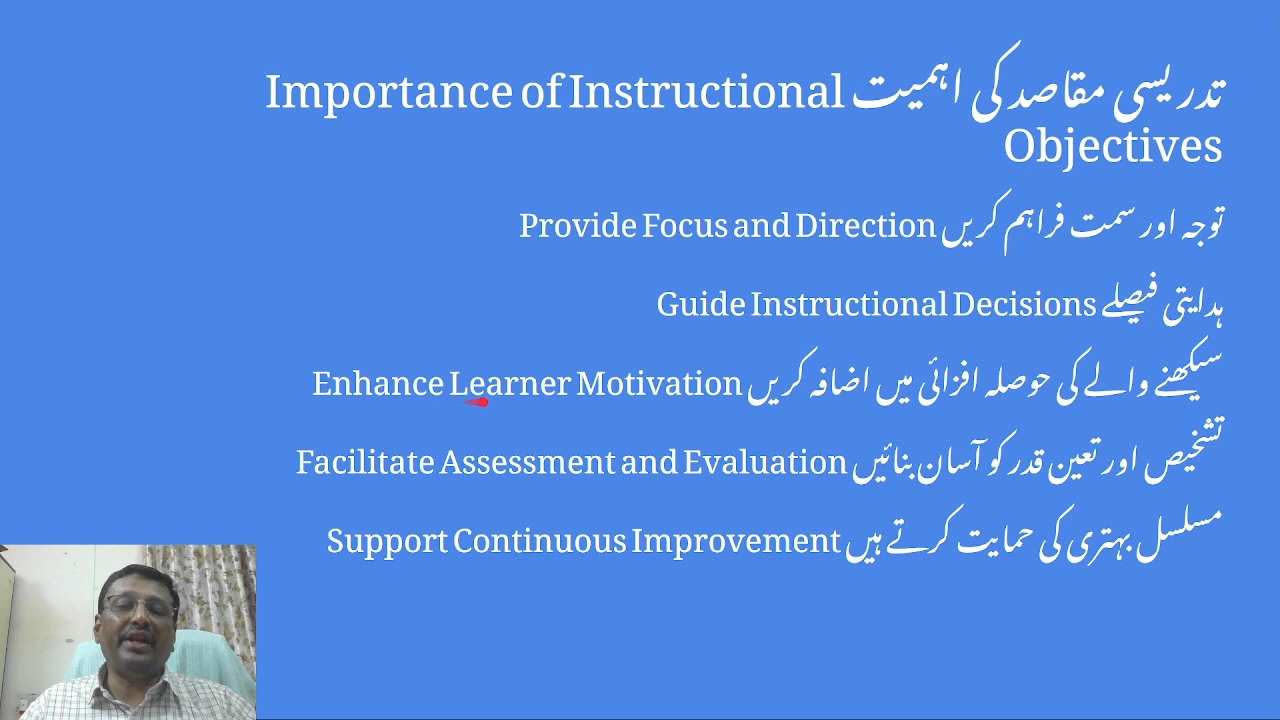 تدریسی مقاصد کی اہمیت Importance of Instructional
Objectives
توجہ اور سمت فراہم کریں Provide Focus and Direction
ہدایتی فیصلے Guide Instructional Decisions
سیکھنے والے کی حوصلہ افزائی میں اضافہ کریں Enhance Learner Motivation
تشخیص اور تعین قدر کو آسان بنائیں Facilitate Assessment and Evaluation
مسلسل بہتری کی حمایت کرتے ہیں Support Continuous Improvement